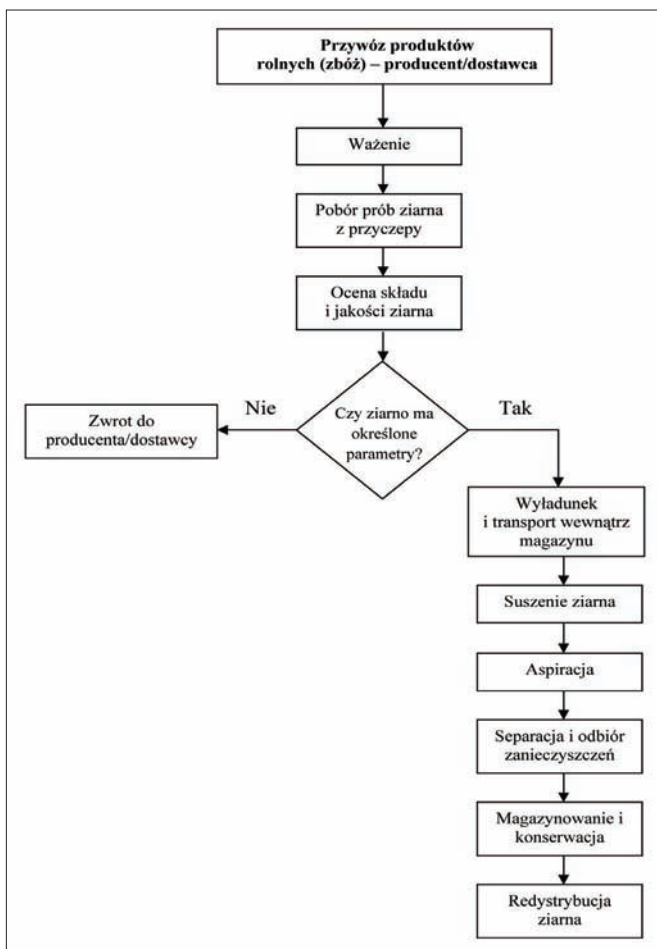 Przywóz produktów
rolnych (zbóż) – producent/dostawca
Ważenie
Pobór prób ziarna
z przyczepy
Ocena składu
i jakości ziarna
Czy ziarno ma
określone
parametry?
Nie
Zwrot do
producenta/dostawcy
Tak
Wyładunek
i transport wewnątrz
magazynu
Suszenie ziarna
Aspiracja
Separacja i odbiór
zanieczyszczeń
Magazynowanie i
konserwacja
Redystrybucja
ziarna